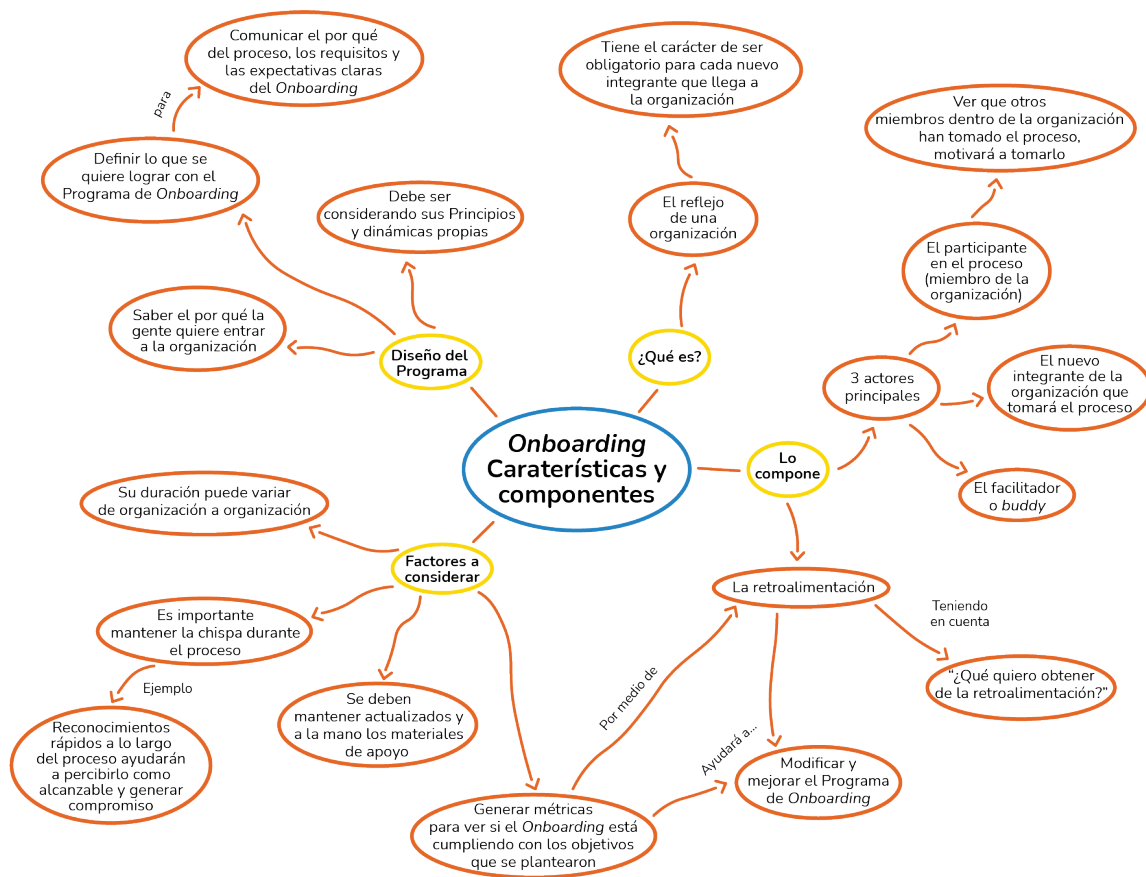 Onboarding
Caraterísticas y
componentes
Diseño del
Programa
Definir lo que se
quiere lograr con el
Programa de Onboarding
para
Comunicar el por qué
del proceso, los requisitos y
las expectativas claras
del Onboarding
Debe ser
considerando sus Principios
y dinámicas propias
Saber el por qué la
gente quiere entrar
a la organización
¿Qué es?
El reflejo
de una
organización
Tiene el carácter de ser
obligatorio para cada nuevo
integrante que llega a
la organización
Lo
compone
3 actores
principales
El participante
en el proceso
(miembro de la
organización)
Ver que otros
miembros dentro de la organización
han tomado el proceso,
motivará a tomarlo
El nuevo
integrante de la
organización que
tomará el proceso
El facilitador
o buddy
La retroalimentación
Teniendo
en cuenta
“¿Qué quiero obtener
de la retroalimentación?”
Factores a
considerar
Su duración puede variar
de organización a organización
Es importante
mantener la chispa durante
el proceso
Ejemplo
Reconocimientos
rápidos a lo largo
del proceso ayudarán
a percibirlo como
alcanzable y generar
compromiso
Se deben
mantener actualizados y
a la mano los materiales
de apoyo
Generar métricas
para ver si el Onboarding está
cumpliendo con los objetivos
que se plantearon
Por medio de
Ayudará a...
Modificar y
mejorar el Programa
de Onboarding